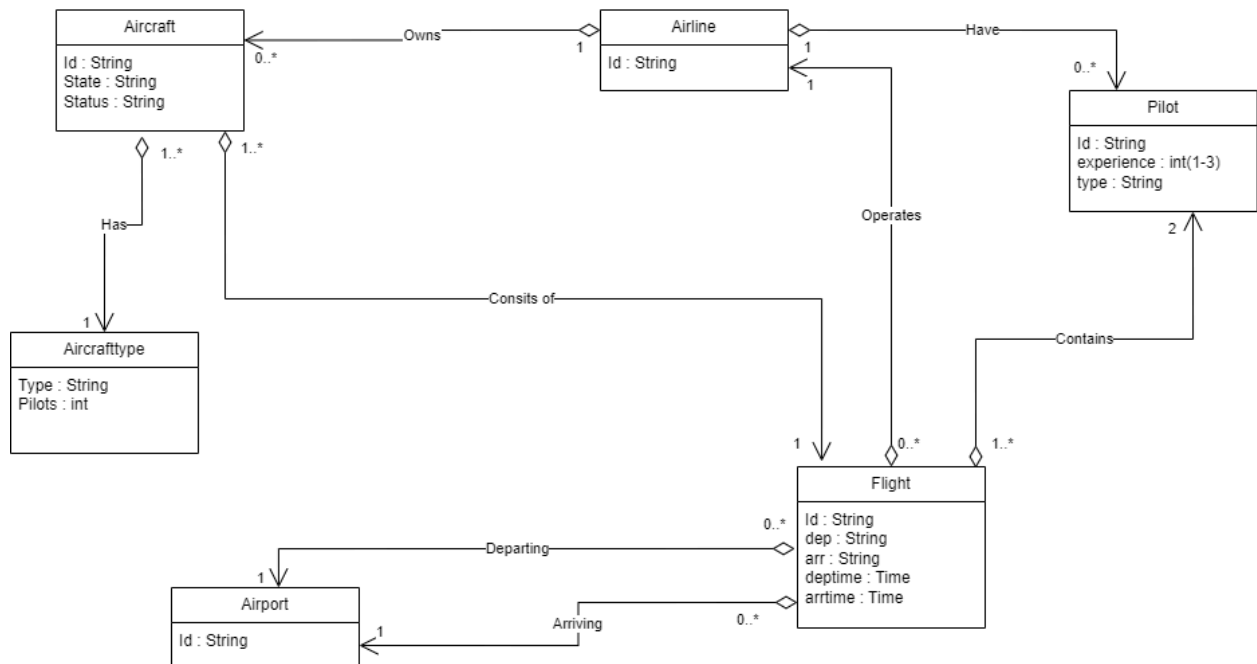 Aircraft
Id : String
State : String
Status : String
Owns
0..*
1
Airline
Id : String
1
Have
0..*
1
Pilot
Id : String
experience : int(1-3)
type : String
1..*
1..*
Has
Operates
2
Consits of
Contains
1
Aircrafttype
Type : String
Pilots : int
1
0..*
1..*
Flight
Id : String
dep : String
arr : String
deptime : Time
arrtime : Time
0..*
Departing
1
0..*
Arriving
1
Airport
Id : String